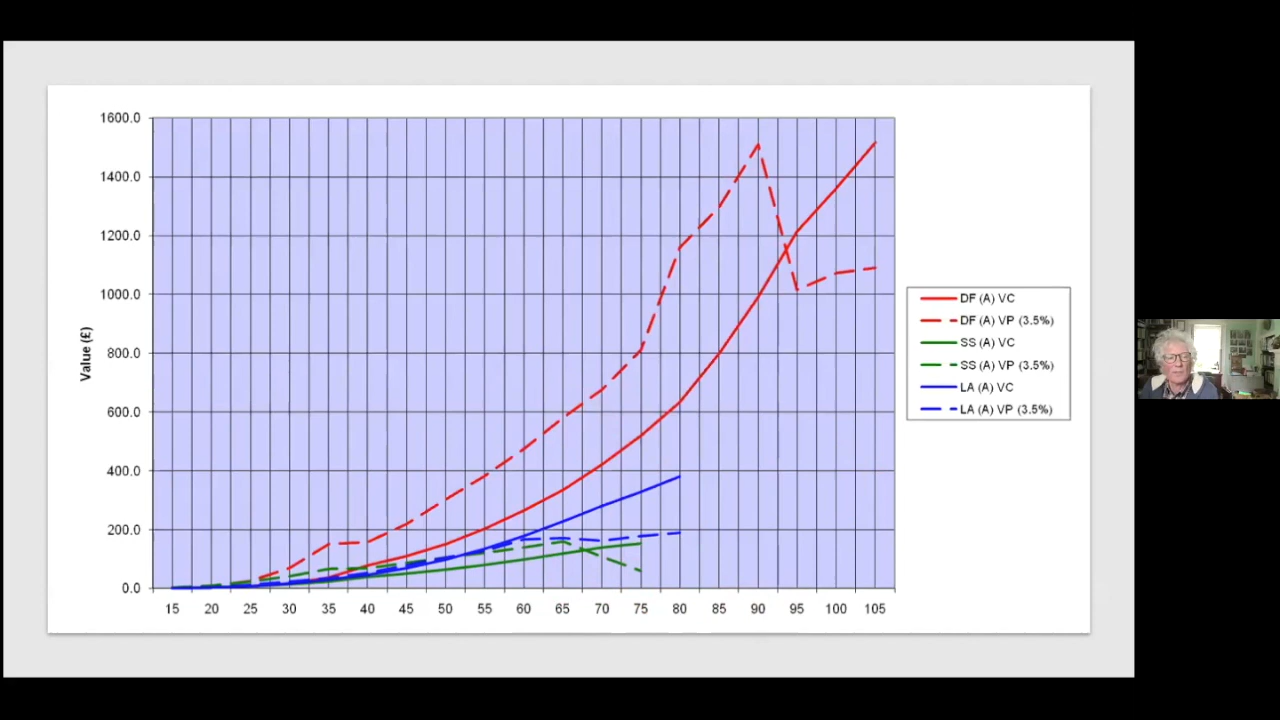 1600.0
1400.0
1200.0
1000.0
800.0
600.0
400.0
200.0
0.0
Value (£)
15 20 25 30 35 40 45 50 55 60 65 70 75 80 85 90 95 100 105
DF (A) VC
DF (A) VP (3.5%)
SS (A) VC
SS (A) VP (3.5%)
LA (A) VC
LA (A) VP (3.5%)